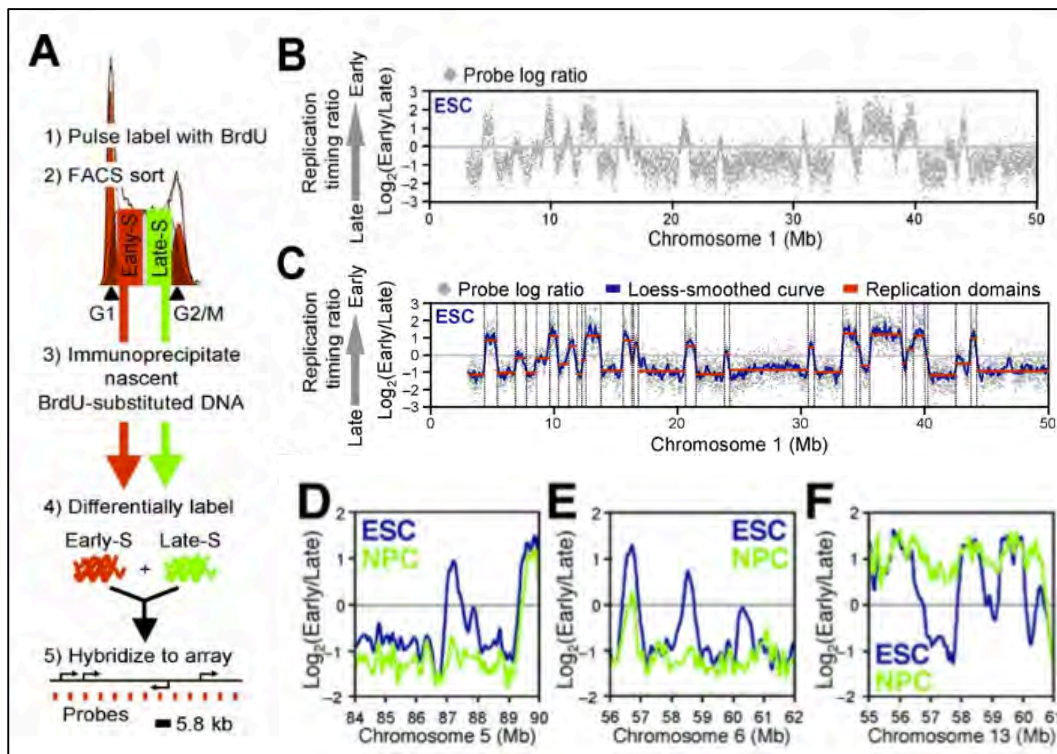 A
1) Pulse label with BrdU
2) FACS sort
Early-S
Late-S
G1
G2/M
3) Immunoprecipitate
nascent
BrdU-substituted DNA
4) Differentially label
Early-S
Late-S
+
5) Hybridize to array
Probes
5.8 kb
B
Probe log ratio
ESC
Replication
timing ratio
Late
Early
Log2(Early/Late)
3
2
1
0
−1
−2
−3
0 10 20 30 40 50
Chromosome 1 (Mb)
C
Probe log ratio Loess-smoothed curve Replication domains
ESC
Replication
timing ratio
Late
Early
Log2(Early/Late)
3
2
1
0
−1
−2
−3
0 10 20 30 40 50
Chromosome 1 (Mb)
D
ESC
NPC
Log2(Early/Late)
2
1
0
−1
−2
84 85 86 87 88 89 90
Chromosome 5 (Mb)
E
ESC
NPC
Log2(Early/Late)
2
1
0
−1
−2
56 57 58 59 60 61 62
Chromosome 6 (Mb)
F
ESC
NPC
Log2(Early/Late)
2
1
0
−1
−2
55 56 57 58 59 60
Chromosome 13 (Mb)